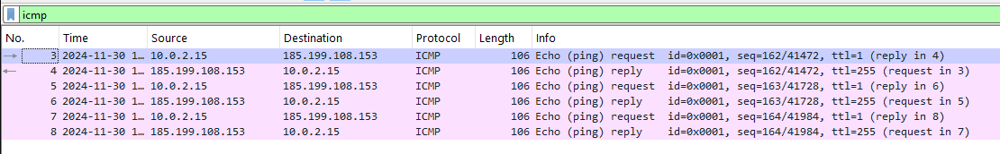 icmp
No. Time Source Destination Protocol Length Info
3 2024-11-30 1… 10.0.2.15 185.199.108.153 ICMP 106 Echo (ping) request id=0x0001, seq=162/41472, ttl=1 (reply in 4)
4 2024-11-30 1… 185.199.108.153 10.0.2.15 ICMP 106 Echo (ping) reply id=0x0001, seq=162/41472, ttl=255 (request in 3)
5 2024-11-30 1… 10.0.2.15 185.199.108.153 ICMP 106 Echo (ping) request id=0x0001, seq=163/41728, ttl=1 (reply in 6)
6 2024-11-30 1… 185.199.108.153 10.0.2.15 ICMP 106 Echo (ping) reply id=0x0001, seq=163/41728, ttl=255 (request in 5)
7 2024-11-30 1… 10.0.2.15 185.199.108.153 ICMP 106 Echo (ping) request id=0x0001, seq=164/41984, ttl=1 (reply in 8)
8 2024-11-30 1… 185.199.108.153 10.0.2.15 ICMP 106 Echo (ping) reply id=0x0001, seq=164/41984, ttl=255 (request in 7)